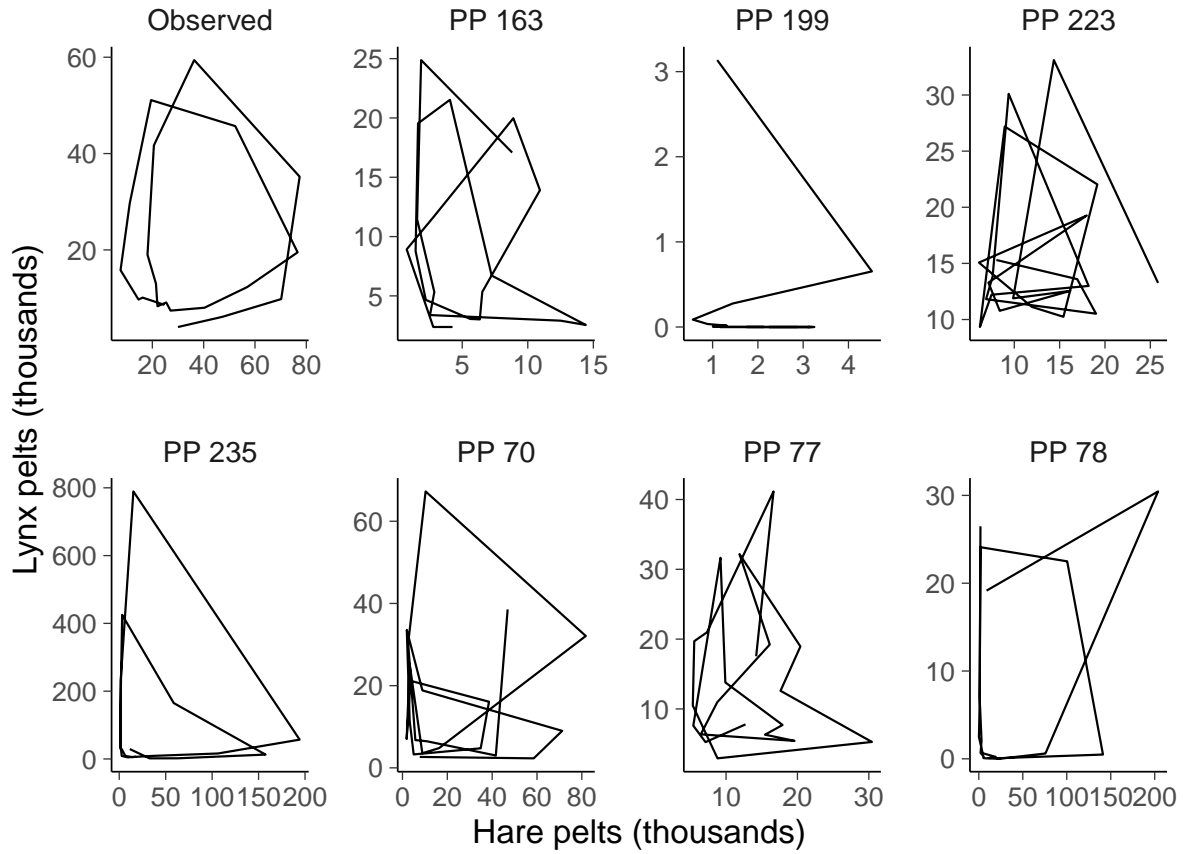 Observed
PP 163
PP 199
PP 223
60
40
20
20 40 60 80
25
20
15
10
5
5 10 15
3
2
1
0
1 2 3 4
30
25
20
15
10
10 15 20 25
PP 235
PP 70
PP 77
PP 78
800
600
400
200
0
0 50 100 150 200
60
40
20
0
0 20 40 60 80
40
30
20
10
10 20 30
30
20
10
0
0 50 100 150 200
Lynx pelts (thousands)
Hare pelts (thousands)